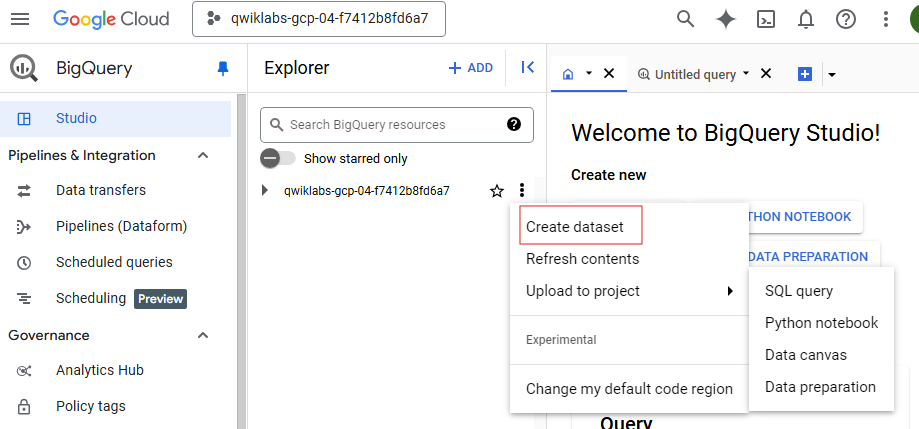 Google Cloud
qwiklabs-gcp-04-f7412b8fd6a7
BigQuery
Studio
Pipelines & Integration
Data transfers
Pipelines (Dataform)
Scheduled queries
Scheduling Preview
Governance
Analytics Hub
Policy tags
Explorer
+ ADD
Search BigQuery resources
Show starred only
qwiklabs-gcp-04-f7412b8fd6a7
Create dataset
Refresh contents
Upload to project
Experimental
Change my default code region
SQL query
Python notebook
Data canvas
Data preparation
Untitled query
Welcome to BigQuery Studio!
Create new
NOTEBOOK
DATA PREPARATION
Query